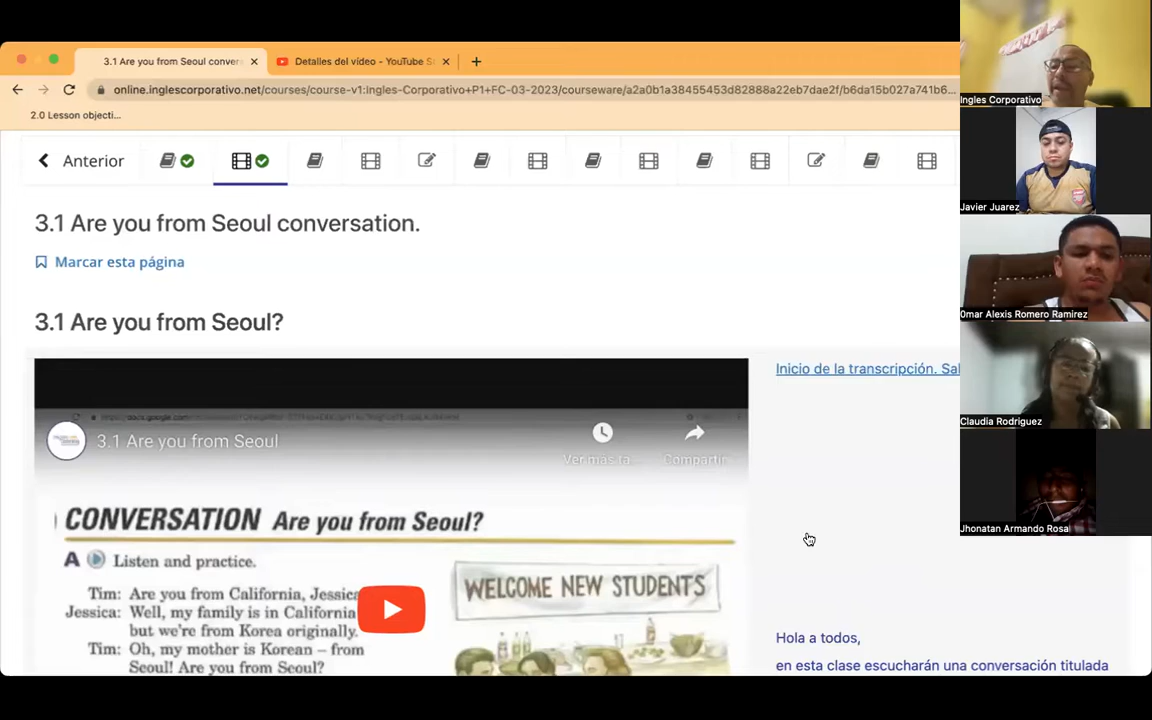 3.1 Are you from Seoul conver
Detalles del vídeo - YouTube S
online.inglescorporativo.net/courses/course-v1:Ingles-Corporativo+P1+FC-03-2023/courseware/a2a0b1a38455453d82888a22eb7dae2f/b6da15b027a741b6...
2.0 Lesson objecti...
Anterior
3.1 Are you from Seoul conversation.
Marcar esta página
3.1 Are you from Seoul?
3.1 Are you from Seoul
Ver más ta...
Compartir
CONVERSATION Are you from Seoul?
A Listen and practice.
Tim: Are you from California, Jessica
Jessica: Well, my family is in California
but we're from Korea originally.
Tim: Oh, my mother is Korean – from
Seoul! Are you from Seoul?
WELCOME NEW STUDENTS
Inicio de la transcripción. Sal
Hola a todos,
en esta clase escucharán una conversación titulada
Ingles Corporativo
Javier Juarez
Omar Alexis Romero Ramirez
Claudia Rodriguez
Jhonatan Armando Rosal